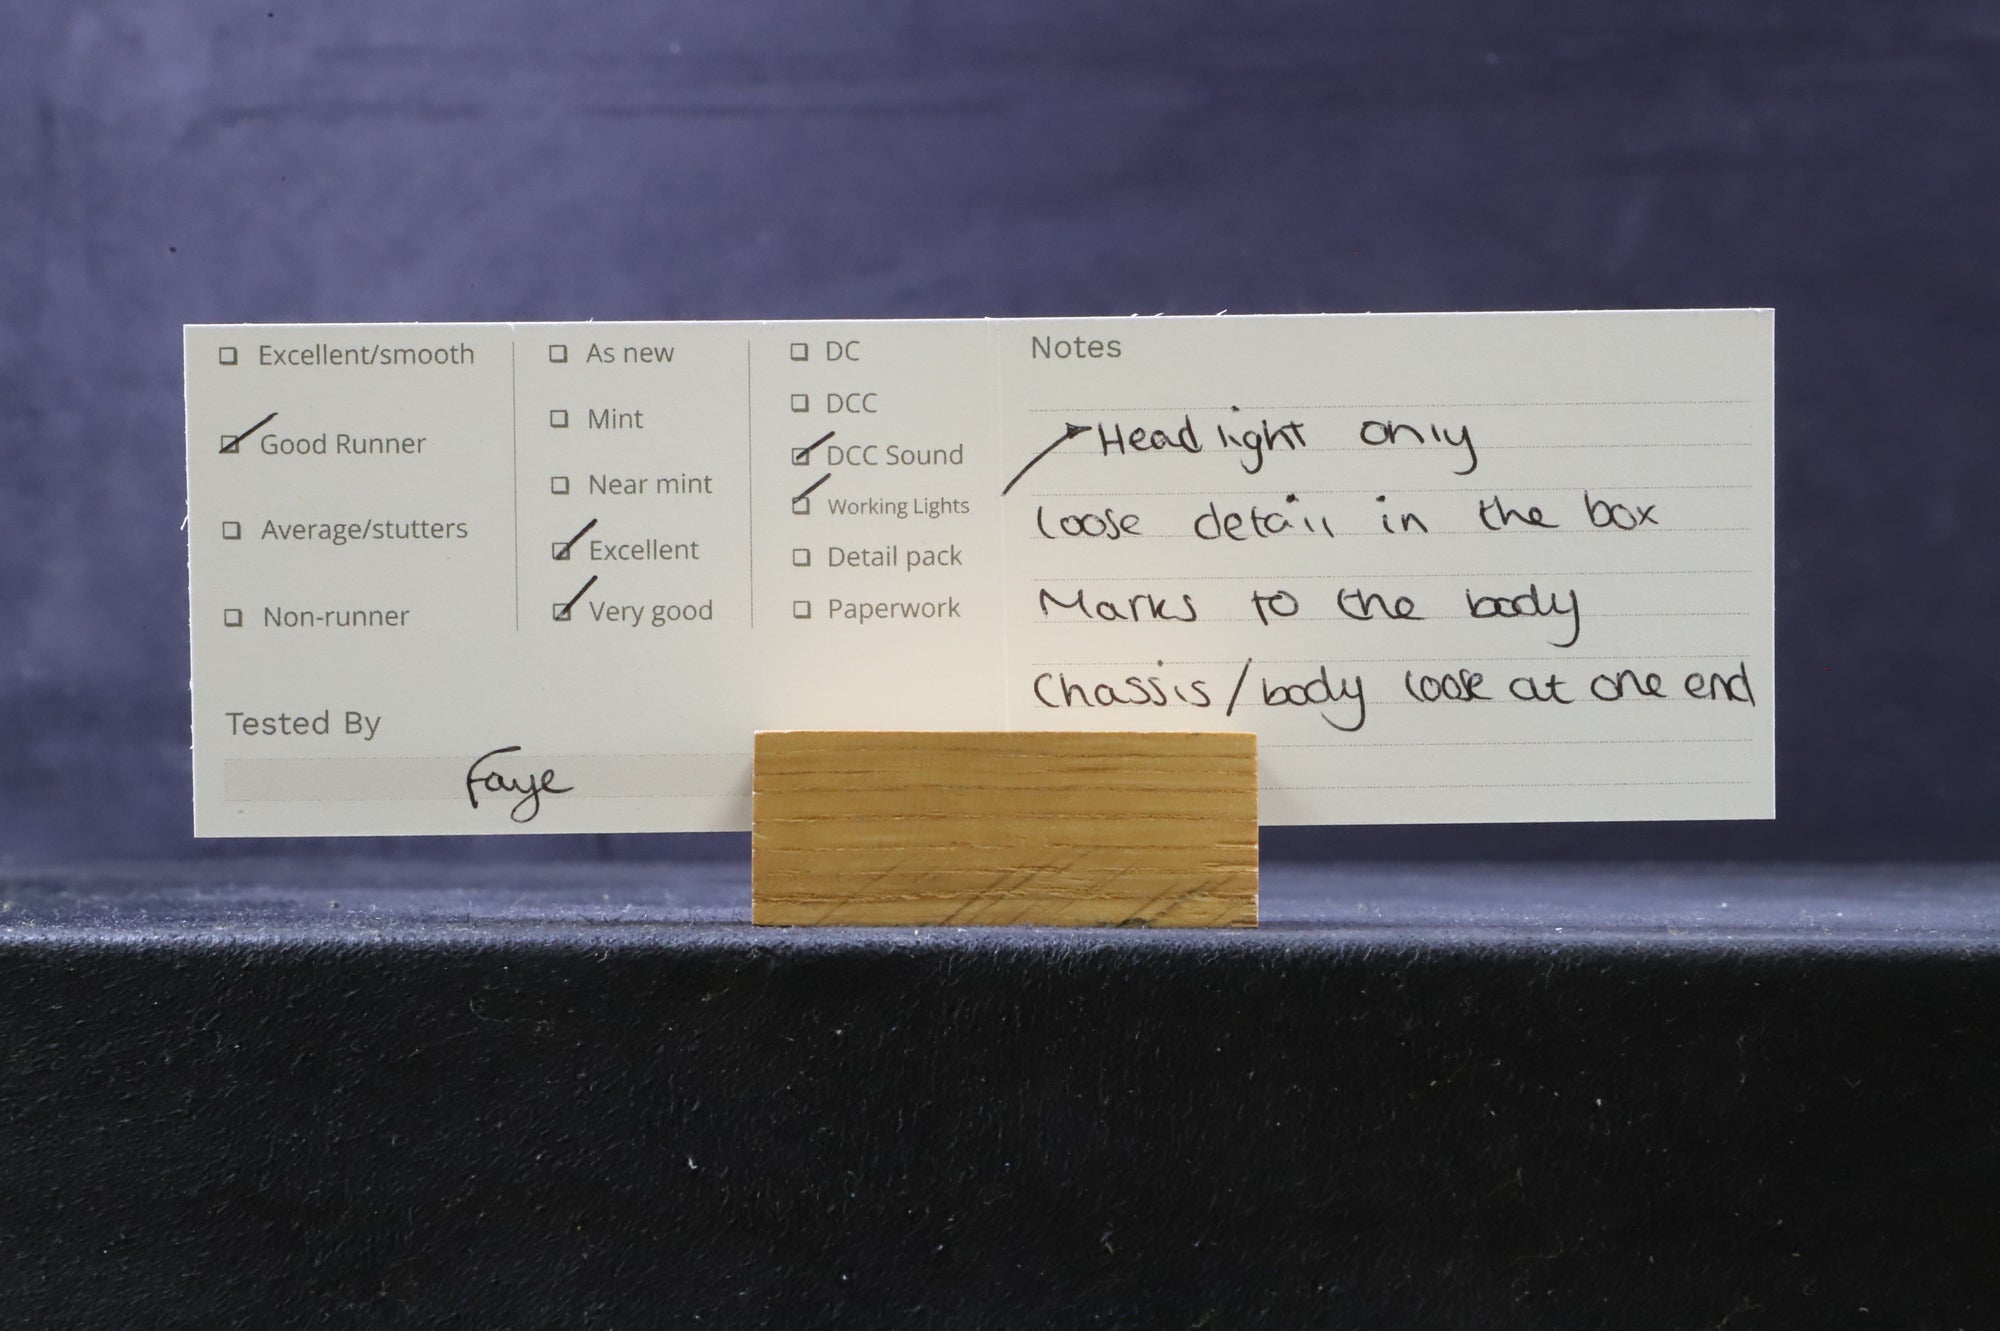 Excellent/smooth
Good Runner
Average/stutters
Non-runner
Tested By
Faye
As new
Mint
Near mint
Excellent
Very good
DC
DCC
DCC Sound
Working Lights
Detail pack
Paperwork
Notes
Headlight only
Loose detail in the box
Marks to the body
Chassis/body loose at one end